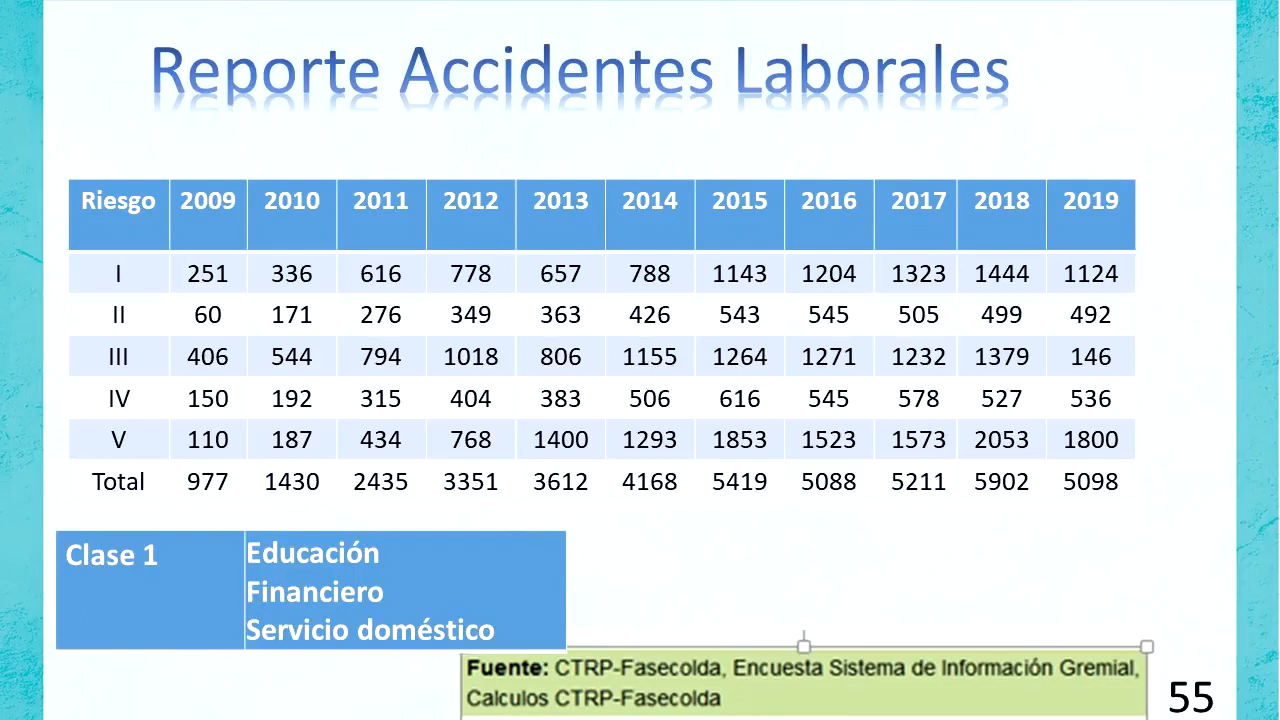 Reporte Accidentes Laborales
Riesgo 2009 2010 2011 2012 2013 2014 2015 2016 2017 2018 2019
I 251 336 616 778 657 788 1143 1204 1323 1444 1124
II 60 171 276 349 363 426 543 545 505 499 492
III 406 544 794 1018 806 1155 1264 1271 1232 1379 146
IV 150 192 315 404 383 506 616 545 578 527 536
V 110 187 434 768 1400 1293 1853 1523 1573 2053 1800
Total 977 1430 2435 3351 3612 4168 5419 5088 5211 5902 5098
Clase 1 Educación
Financiero
Servicio doméstico
Fuente: CTRP-Fasecolda, Encuesta Sistema de Información Gremial,
Calculos CTRP-Fasecolda
55